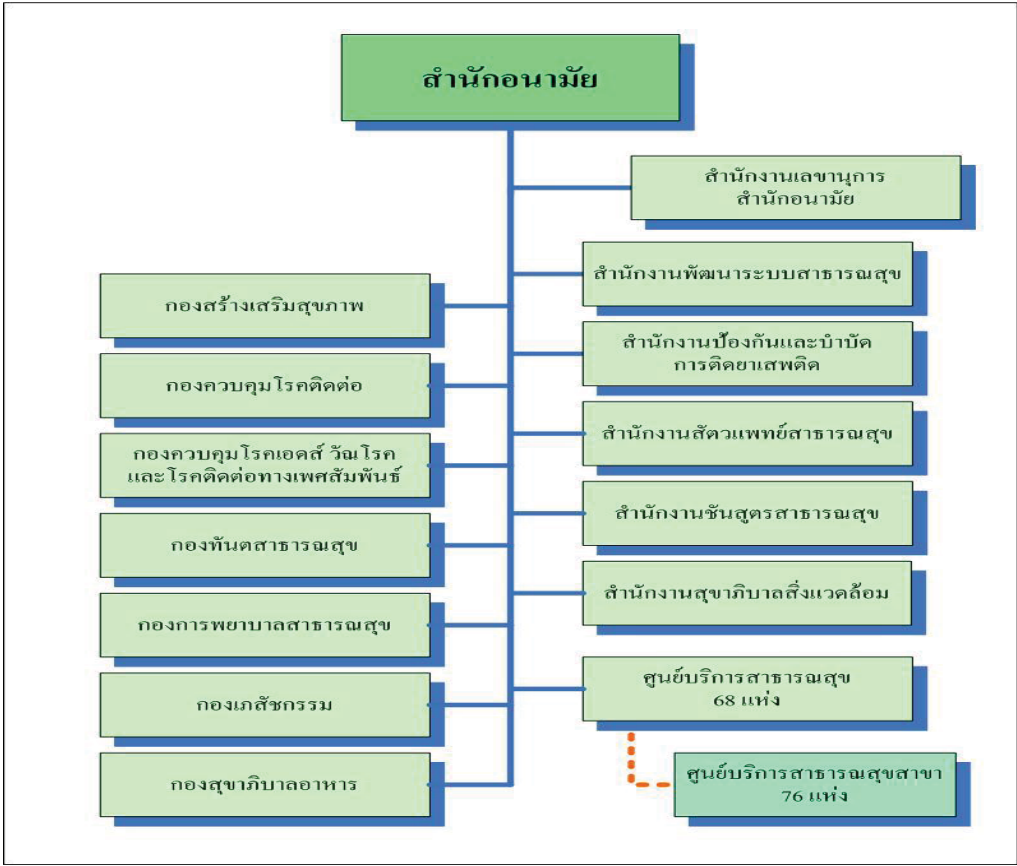 สำนักอนามัย
สำนักงานเลขานุการ
สำนักอนามัย
สำนักงานพัฒนาระบบสาธารณสุข
สำนักงานป้องกันและบำบัด
การติดยาเสพติด
สำนักงานสัตวแพทย์สาธารณสุข
สำนักงานชันสูตรสาธารณสุข
สำนักงานสุขาภิบาลสิ่งแวดล้อม
ศูนย์บริการสาธารณสุข
68 แห่ง
ศูนย์บริการสาธารณสุขสาขา
76 แห่ง
กองสร้างเสริมสุขภาพ
กองควบคุมโรคติดต่อ
กองควบคุมโรคเอดส์ วัณโรค
และโรคติดต่อทางเพศสัมพันธ์
กองทันตสาธารณสุข
กองการพยาบาลสาธารณสุข
กองเภสัชกรรม
กองสุขาภิบาลอาหาร